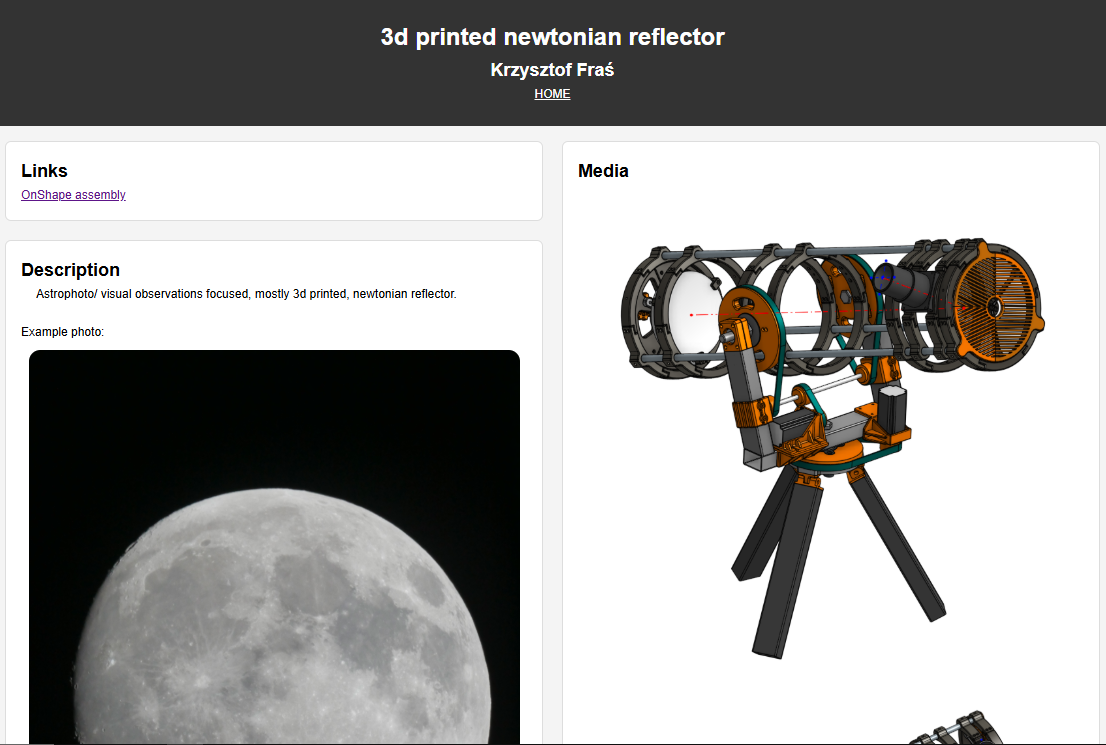 3d printed newtonian reflector
Krzysztof Fraś
HOME
Links
OnShape assembly
Description
Astrophoto/ visual observations focused, mostly 3d printed, newtonian reflector.
Example photo:
Media